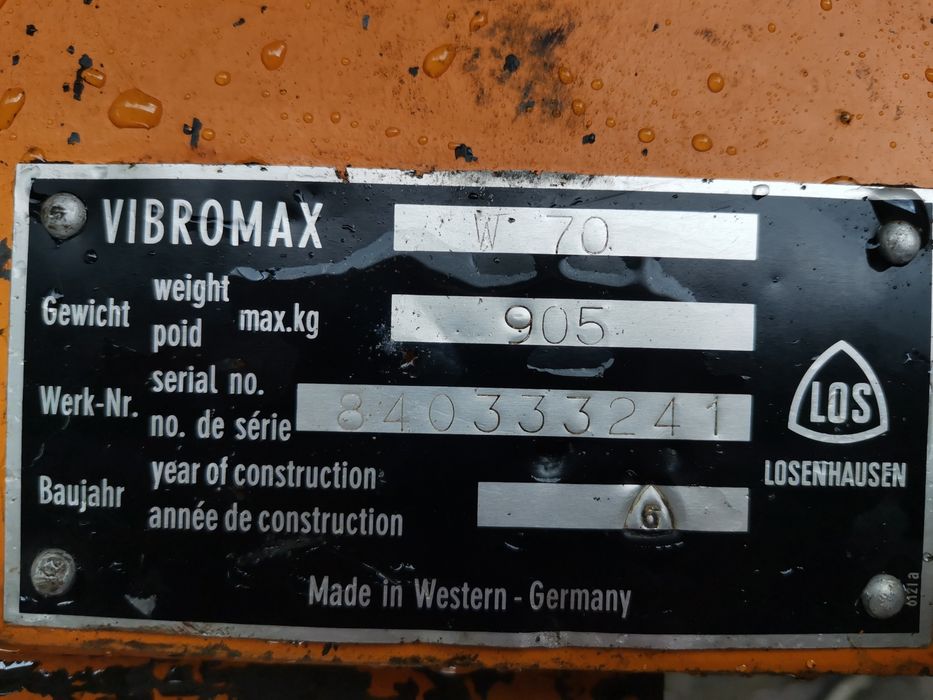 VIBROMAX W 70
Gewicht weight poid max.kg 905
Werk-Nr. serial no. no. de série 840333241
LOS
LOSENHAUSEN
Baujahr year of construction année de construction 6
Made in Western - Germany
6121a